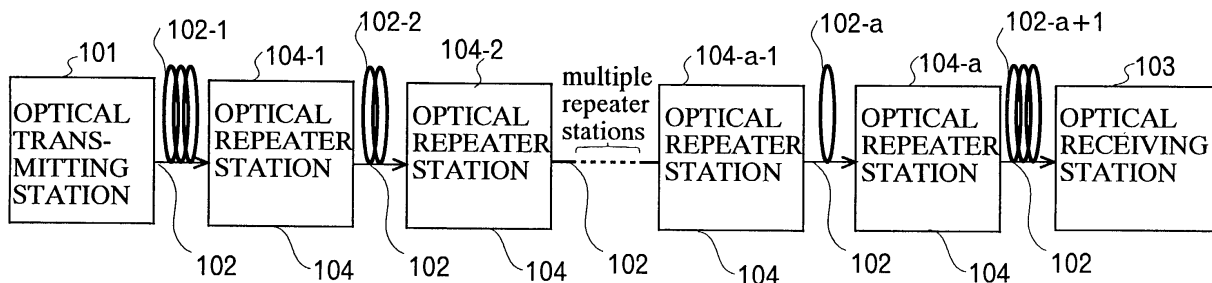 102-1
102-2
102-a
102-a+1
101
104-1
104-2
104-a-1
104-a
103
multiple
repeater
stations
OPTICAL
TRANS-
MITTING
STATION
OPTICAL
REPEATER
STATION
OPTICAL
REPEATER
STATION
OPTICAL
REPEATER
STATION
OPTICAL
REPEATER
STATION
OPTICAL
RECEIVING
STATION
102
104
102
104
102
104
102
104
102